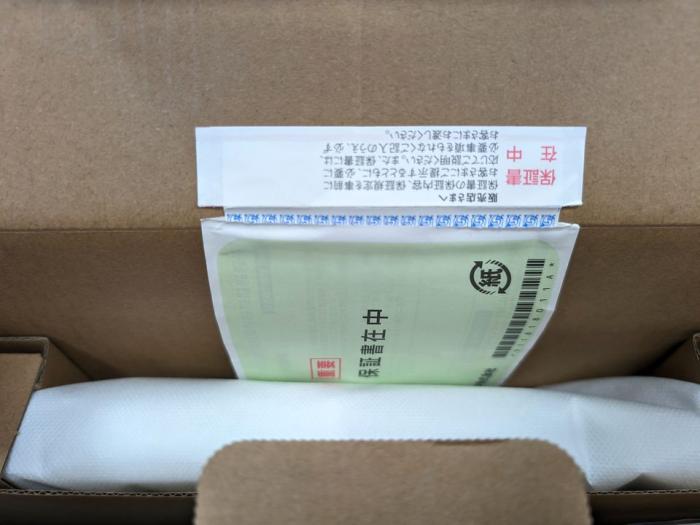 保証書
在中
販売店さまへ
保証書の保証内容、保証規定を事前に
お客さまにご提示するとともに、必要に
応じてご説明ください。また、保証書には、
必要事項をもれなくご記入のうえ、必ず
お客さまにお渡しください。
紙
保証書在中
重要